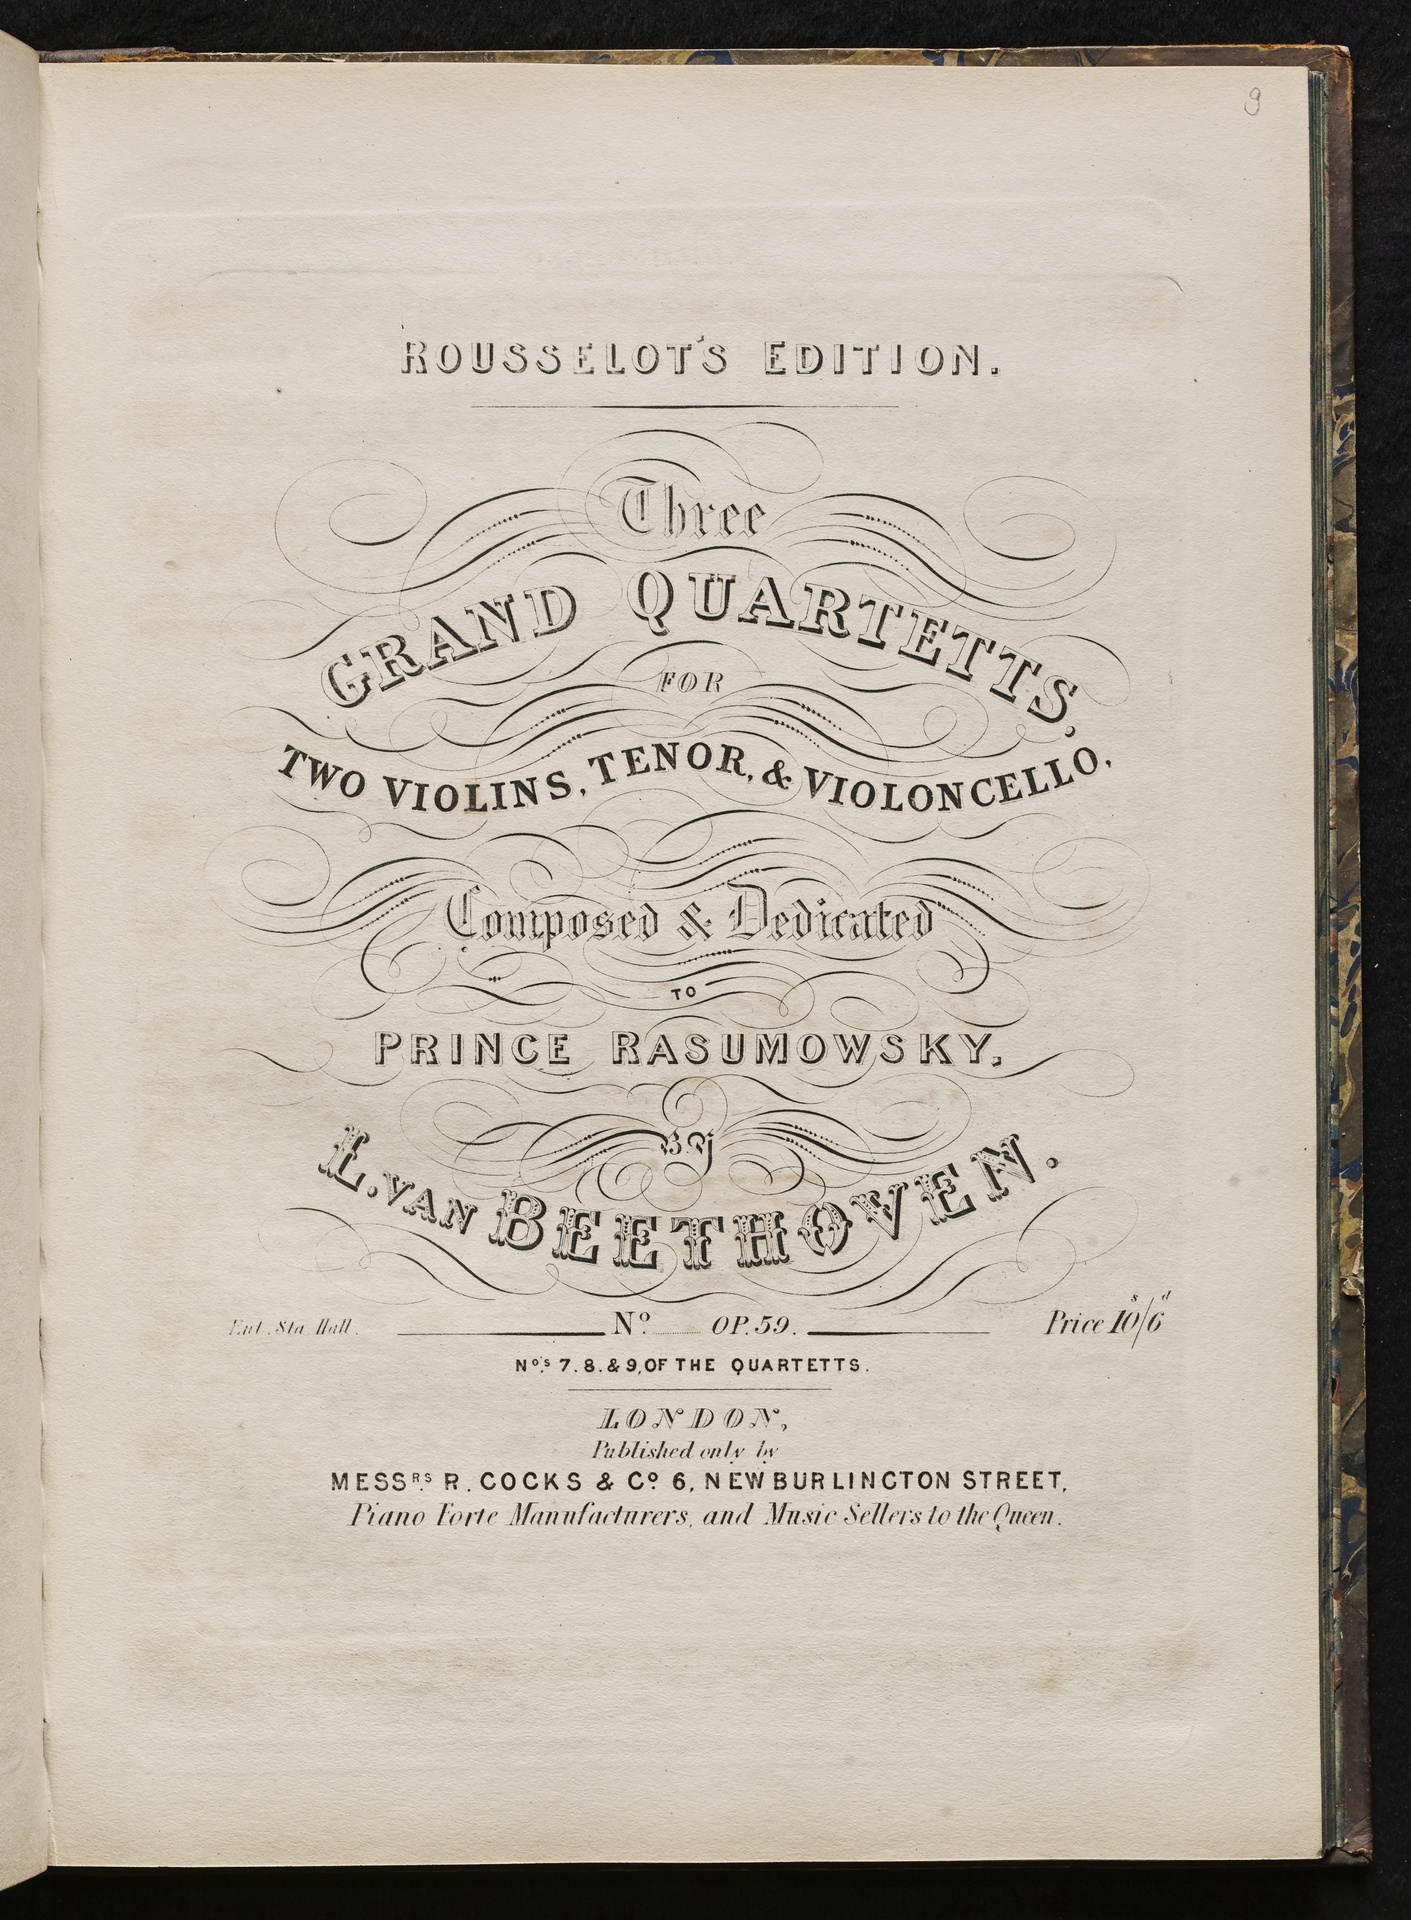 9
ROUSSELOT'S EDITION.
Three
GRAND QUARTETTS,
FOR
TWO VIOLINS, TENOR, & VIOLONCELLO,
Composed & Dedicated
TO
PRINCE RASUMOWSKY,
By
L. VAN BEETHOVEN.
Ent. Sta. Hall. Nº OP. 59. Price 10s/6d
Nos. 7. 8. & 9, OF THE QUARTETTS.
LONDON,
Published only by
MESSRS. R. COCKS & Co. 6, NEW BURLINGTON STREET,
Piano Forte Manufacturers, and Music Sellers to the Queen.